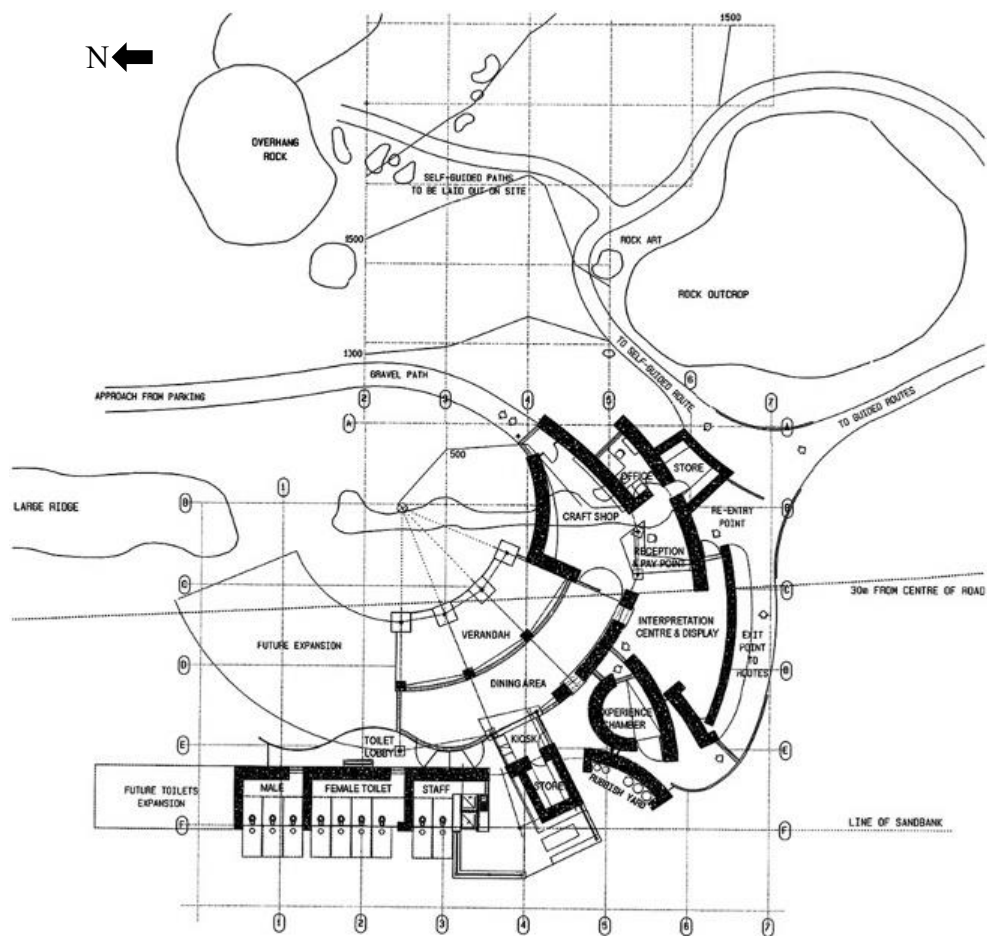 1500
N
OVERHANG
ROCK
SELF-GUIDED PATHS
TO BE LAID OUT ON SITE
1500
ROCK ART
ROCK OUTCROP
TO SELF-GUIDED ROUTE
1000
GRAVEL PATH
6
APPROACH FROM PARKING
2
3
4
5
7
TO GUIDED ROUTES
A
A
500
OFFICE
STORE
LARGE RIDGE
B
1
CRAFT SHOP
B
RE-ENTRY
POINT
RECEPTION
& PAY POINT
C
C
30m FROM CENTRE OF ROAD
VERANDAH
INTERPRETATION
CENTRE & DISPLAY
FUTURE EXPANSION
EXIT
POINT
TO
ROUTES
D
DINING AREA
EXPERIENCE
CHAMBER
TOILET
LOBBY
KIOSK
E
E
RUBBISH YARD
FUTURE TOILETS
EXPANSION
MALE
FEMALE TOILET
STAFF
STORE
F
F
LINE OF SANDBANK
1
2
3
4
5
6
7